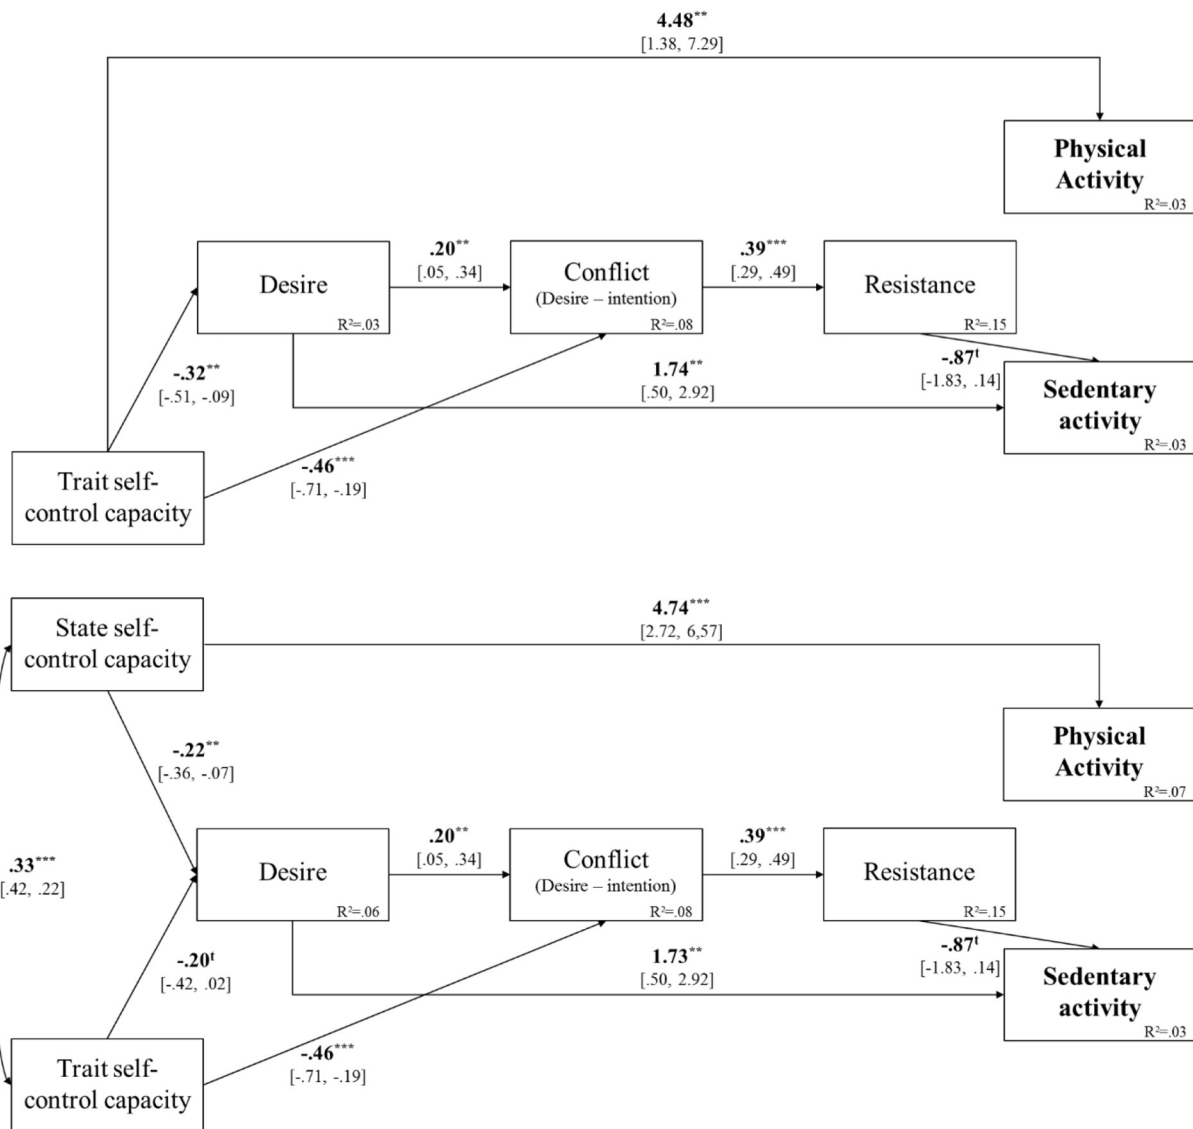 4.48**
[1.38, 7.29]
Physical
Activity
R²=.03
Desire
R²=.03
.20**
[.05, .34]
Conflict
(Desire – intention)
R²=.08
.39***
[.29, .49]
Resistance
R²=.15
-.32**
[-.51, -.09]
1.74**
[.50, 2.92]
-.87ᵗ
[-1.83, .14]
Sedentary
activity
R²=.03
-.46***
[-.71, -.19]
Trait self-
control capacity
State self-
control capacity
4.74***
[2.72, 6,57]
Physical
Activity
R²=.07
-.22**
[-.36, -.07]
.33***
[.42, .22]
Desire
R²=.06
.20**
[.05, .34]
Conflict
(Desire – intention)
R²=.08
.39***
[.29, .49]
Resistance
R²=.15
-.20ᵗ
[-.42, .02]
1.73**
[.50, 2.92]
-.87ᵗ
[-1.83, .14]
Sedentary
activity
R²=.03
-.46***
[-.71, -.19]
Trait self-
control capacity